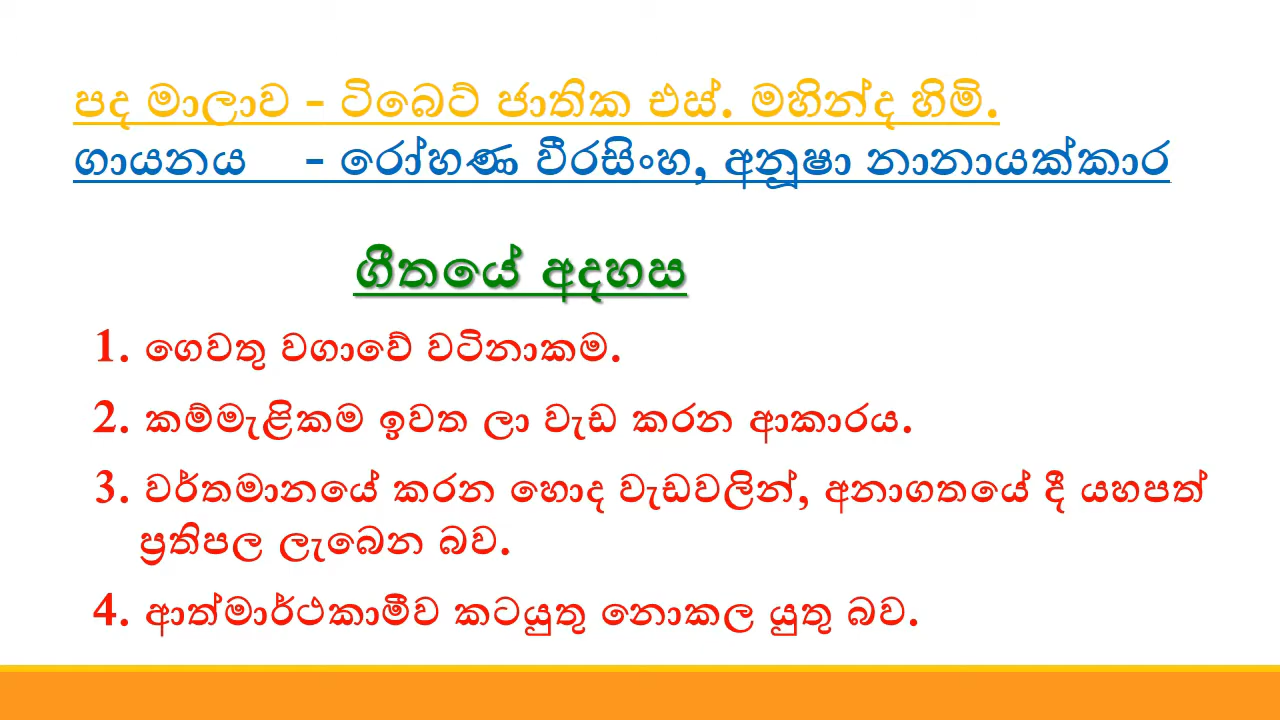 පද මාලාව - ටිබෙට් ජාතික එස්. මහින්ද හිමි.
ගායනය - රෝහණ වීරසිංහ, අනූෂා නානායක්කාර
ගීතයේ අදහස
1. ගෙවතු වගාවේ වටිනාකම.
2. කම්මැළිකම ඉවත ලා වැඩ කරන ආකාරය.
3. වර්තමානයේ කරන හොද වැඩවලින්, අනාගතයේ දී යහපත්
ප්‍රතිපල ලැබෙන බව.
4. ආත්මාර්ථකාමීව කටයුතු නොකල යුතු බව.